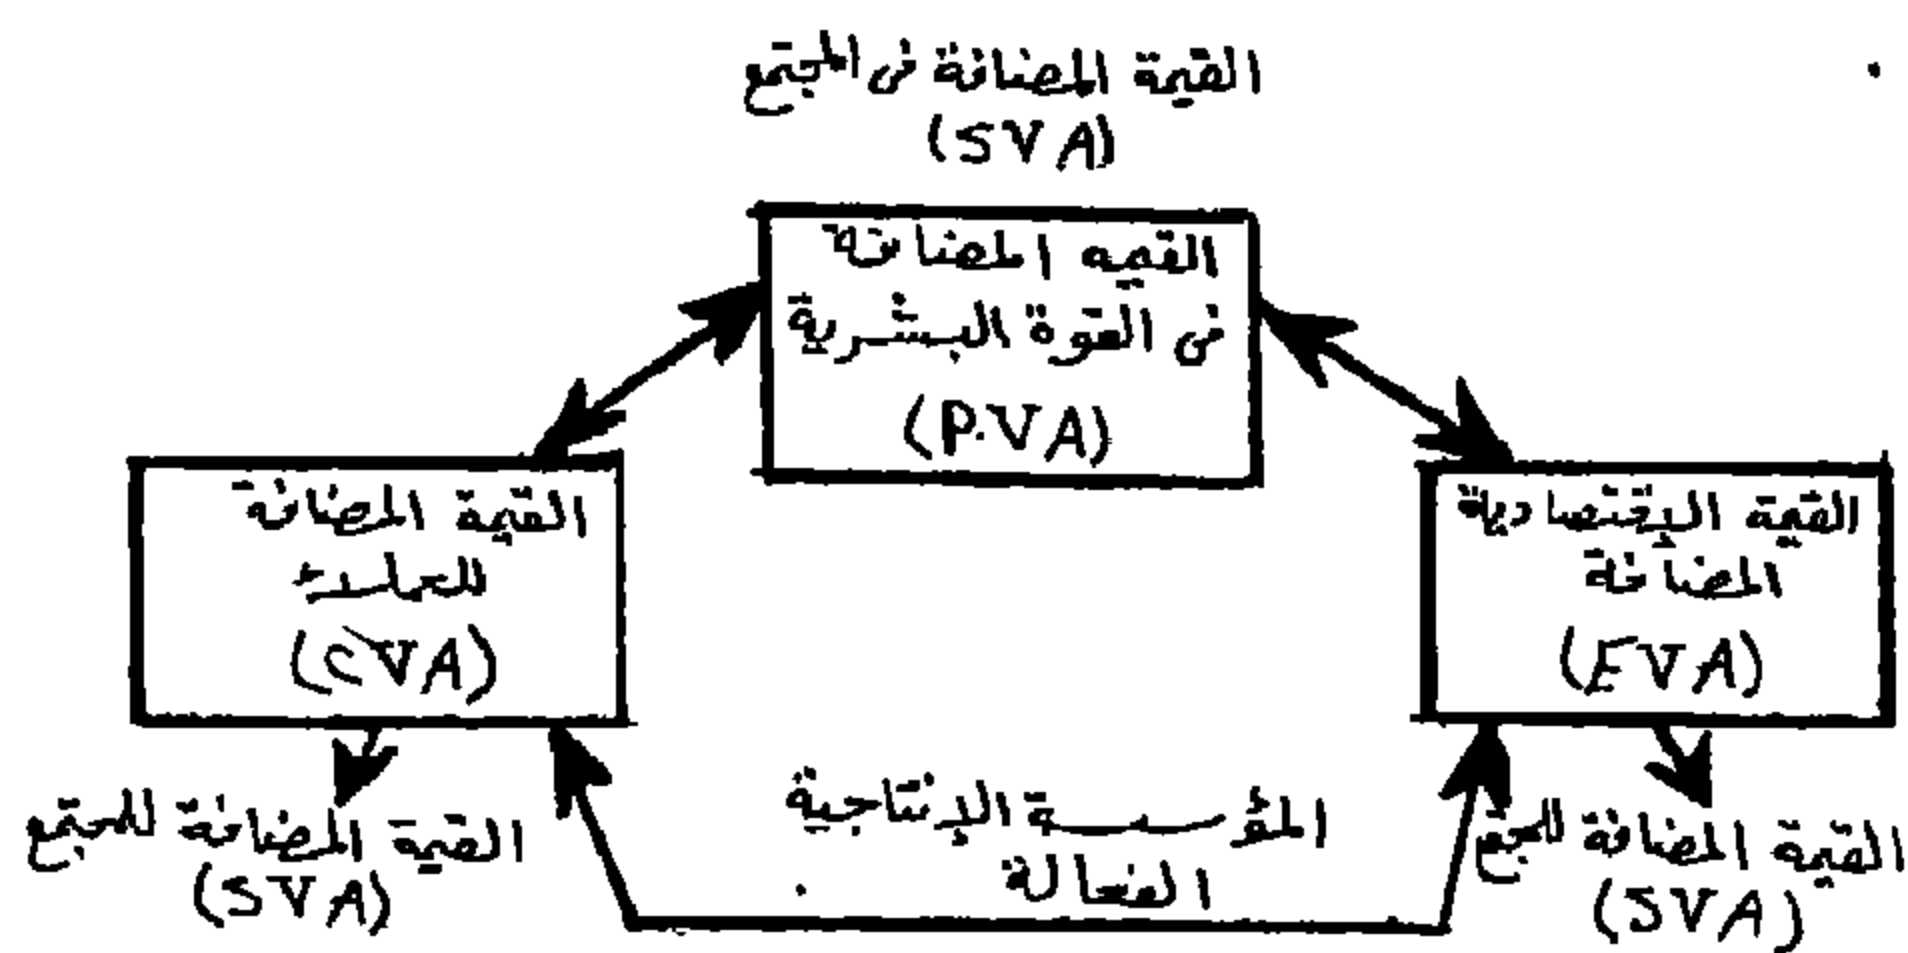 القيمة المضافة فى المجتمع
(SVA)
القيمه المضافة
فى القوة البشرية
(P.VA)
القيمة الإقتصادية
المضافة
(EVA)
القيمة المضافة
للعملاء
(CVA)
المؤسسة الإنتاجية
الفعالة
القيمة المضافة للمجتمع
(SVA)
القيمة المضافة للمجتمع
(SVA)